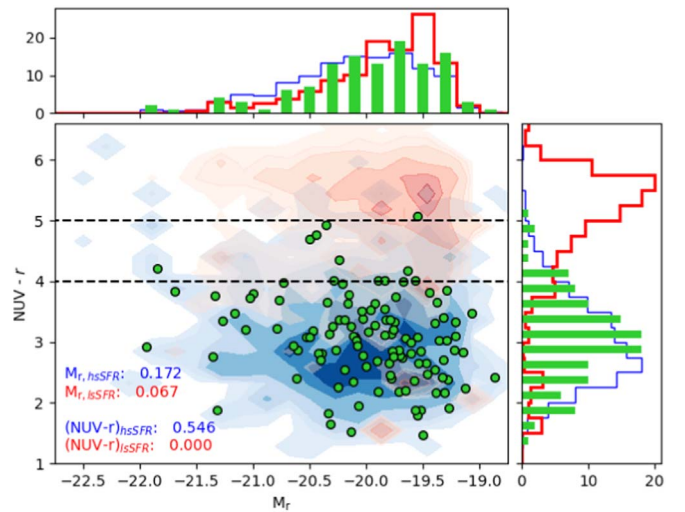 20
10
0
6
5
4
3
2
1
NUV - r
M_r,hsSFR: 0.172
M_r,lsSFR: 0.067
(NUV-r)_hsSFR: 0.546
(NUV-r)_lsSFR: 0.000
−22.5 −22.0 −21.5 −21.0 −20.5 −20.0 −19.5 −19.0
0 10 20
M_r